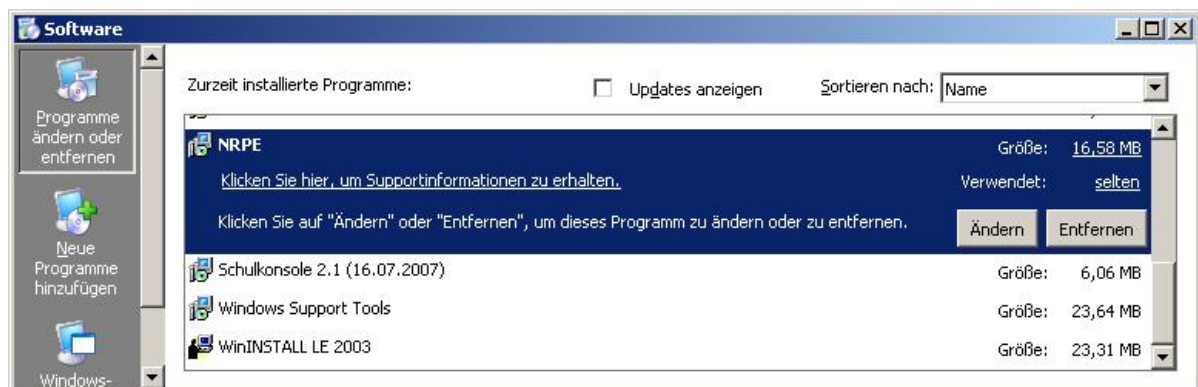 Software
Programme
ändern oder
entfernen
Neue
Programme
hinzufügen
Windows-
Zurzeit installierte Programme:
Updates anzeigen
Sortieren nach: Name
NRPE Größe: 16,58 MB
Klicken Sie hier, um Supportinformationen zu erhalten. Verwendet: selten
Klicken Sie auf "Ändern" oder "Entfernen", um dieses Programm zu ändern oder zu entfernen. Ändern Entfernen
Schulkonsole 2.1 (16.07.2007) Größe: 6,06 MB
Windows Support Tools Größe: 23,64 MB
WinINSTALL LE 2003 Größe: 23,31 MB